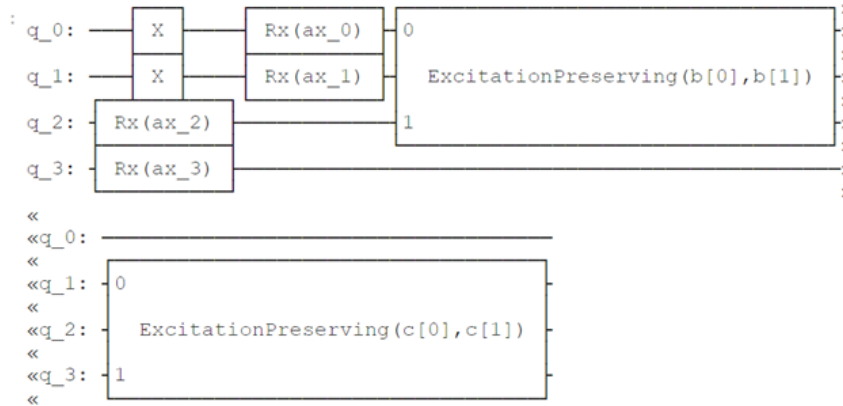 :
q_0: X Rx(ax_0) 0
q_1: X Rx(ax_1) ExcitationPreserving(b[0],b[1])
q_2: Rx(ax_2) 1
q_3: Rx(ax_3)
«
«q_0:
«
«q_1: 0
«
«q_2: ExcitationPreserving(c[0],c[1])
«
«q_3: 1
«